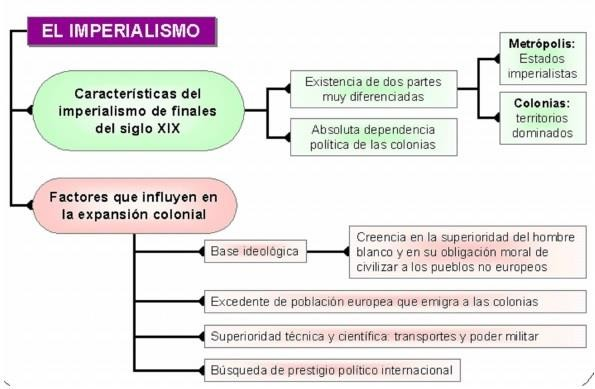 EL IMPERIALISMO
Características del
imperialismo de finales
del siglo XIX
Existencia de dos partes
muy diferenciadas
Metrópolis:
Estados
imperialistas
Colonias:
territorios
dominados
Absoluta dependencia
política de las colonias
Factores que influyen en
la expansión colonial
Base ideológica
Creencia en la superioridad del hombre
blanco y en su obligación moral de
civilizar a los pueblos no europeos
Excedente de población europea que emigra a las colonias
Superioridad técnica y científica: transportes y poder militar
Búsqueda de prestigio político internacional